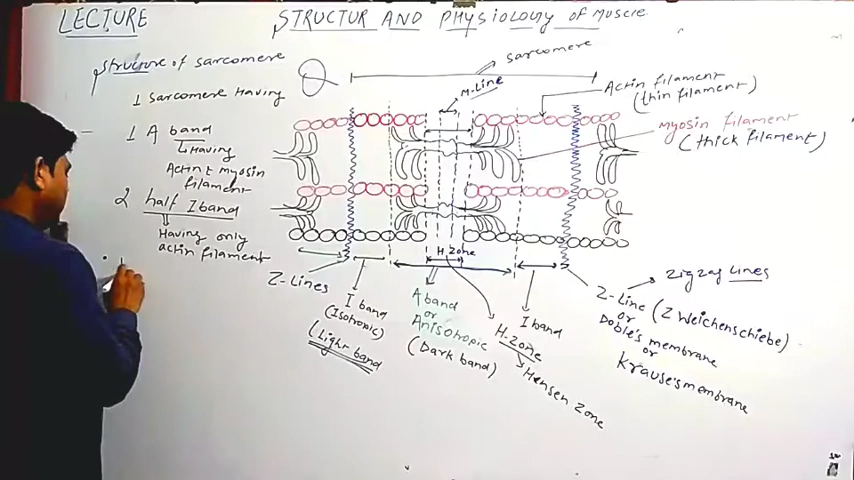 LECTURE
STRUCTUR AND PHYSIOLOUNY OF MUSCLE
Structure of sarcomere
1 sarcomere Having
1 A band
Having
Actin & myosin
filament
2 half I band
Having only
actin filament
sarcomere
M-Line
Actin filament
(thin filament)
Myosin filament
(thick filament)
H Zone
Z-Lines
I band
(Isotropic)
(Light band
A band
or
Anisotropic
(Dark band)
H-Zone
Hensen Zone
I band
zigzag Lines
Z-Line (Z Weichenschiebe)
or
Doble's membrane
or
Krause's membrane